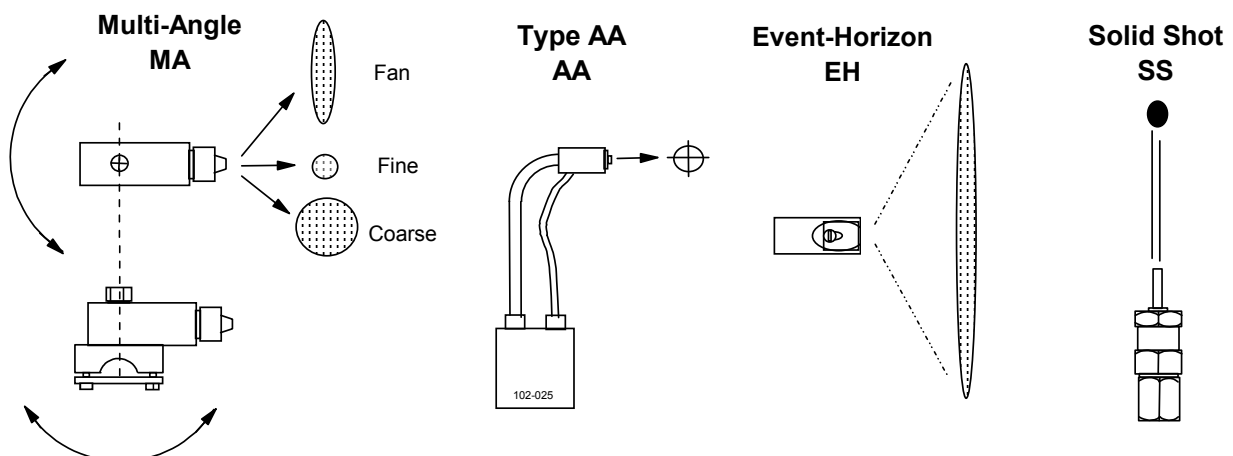 Multi-Angle
MA
Fan
Fine
Coarse
Type AA
AA
102-025
Event-Horizon
EH
Solid Shot
SS